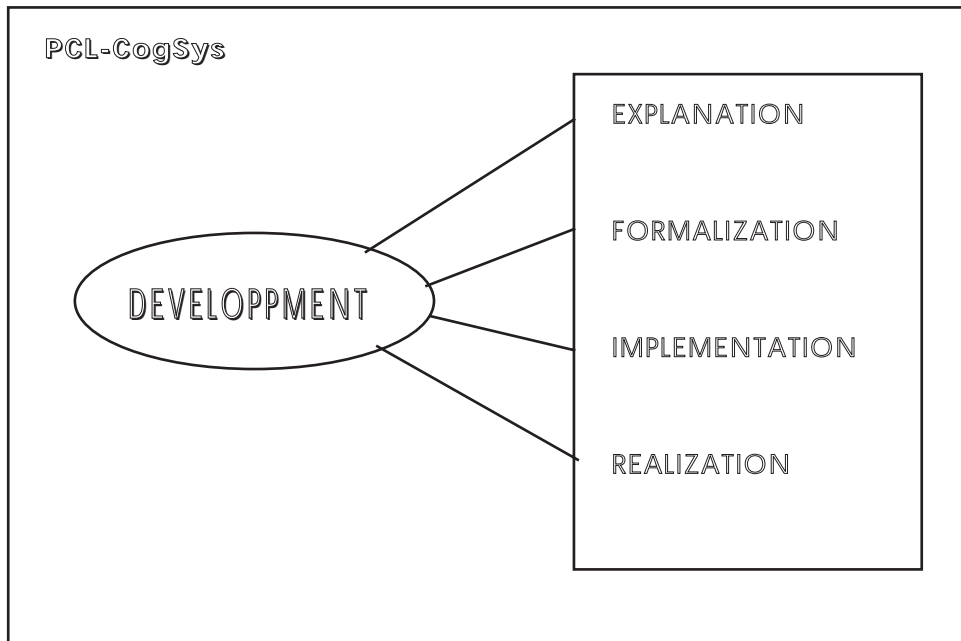 PCL-CogSys
EXPLANATION
FORMALIZATION
DEVELOPPMENT
IMPLEMENTATION
REALIZATION